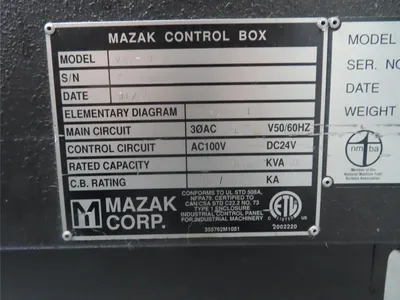 MAZAK CONTROL BOX
MODEL
S/N
DATE
ELEMENTARY DIAGRAM
MAIN CIRCUIT 3ØAC V50/60HZ
CONTROL CIRCUIT AC100V DC24V
RATED CAPACITY KVA
C.B. RATING / KA
M MAZAK CORP.
CONFORMS TO UL STD 508A,
NFPA79. CERTIFIED TO
CAN/CSA STD C22.2 NO. 73
TYPE 1 ENCLOSURE
INDUSTRIAL CONTROL PANEL
FOR INDUSTRIAL MACHINERY
355762M1081
ETL
2002220
MODEL
SER. NO
DATE
WEIGHT
nmtba